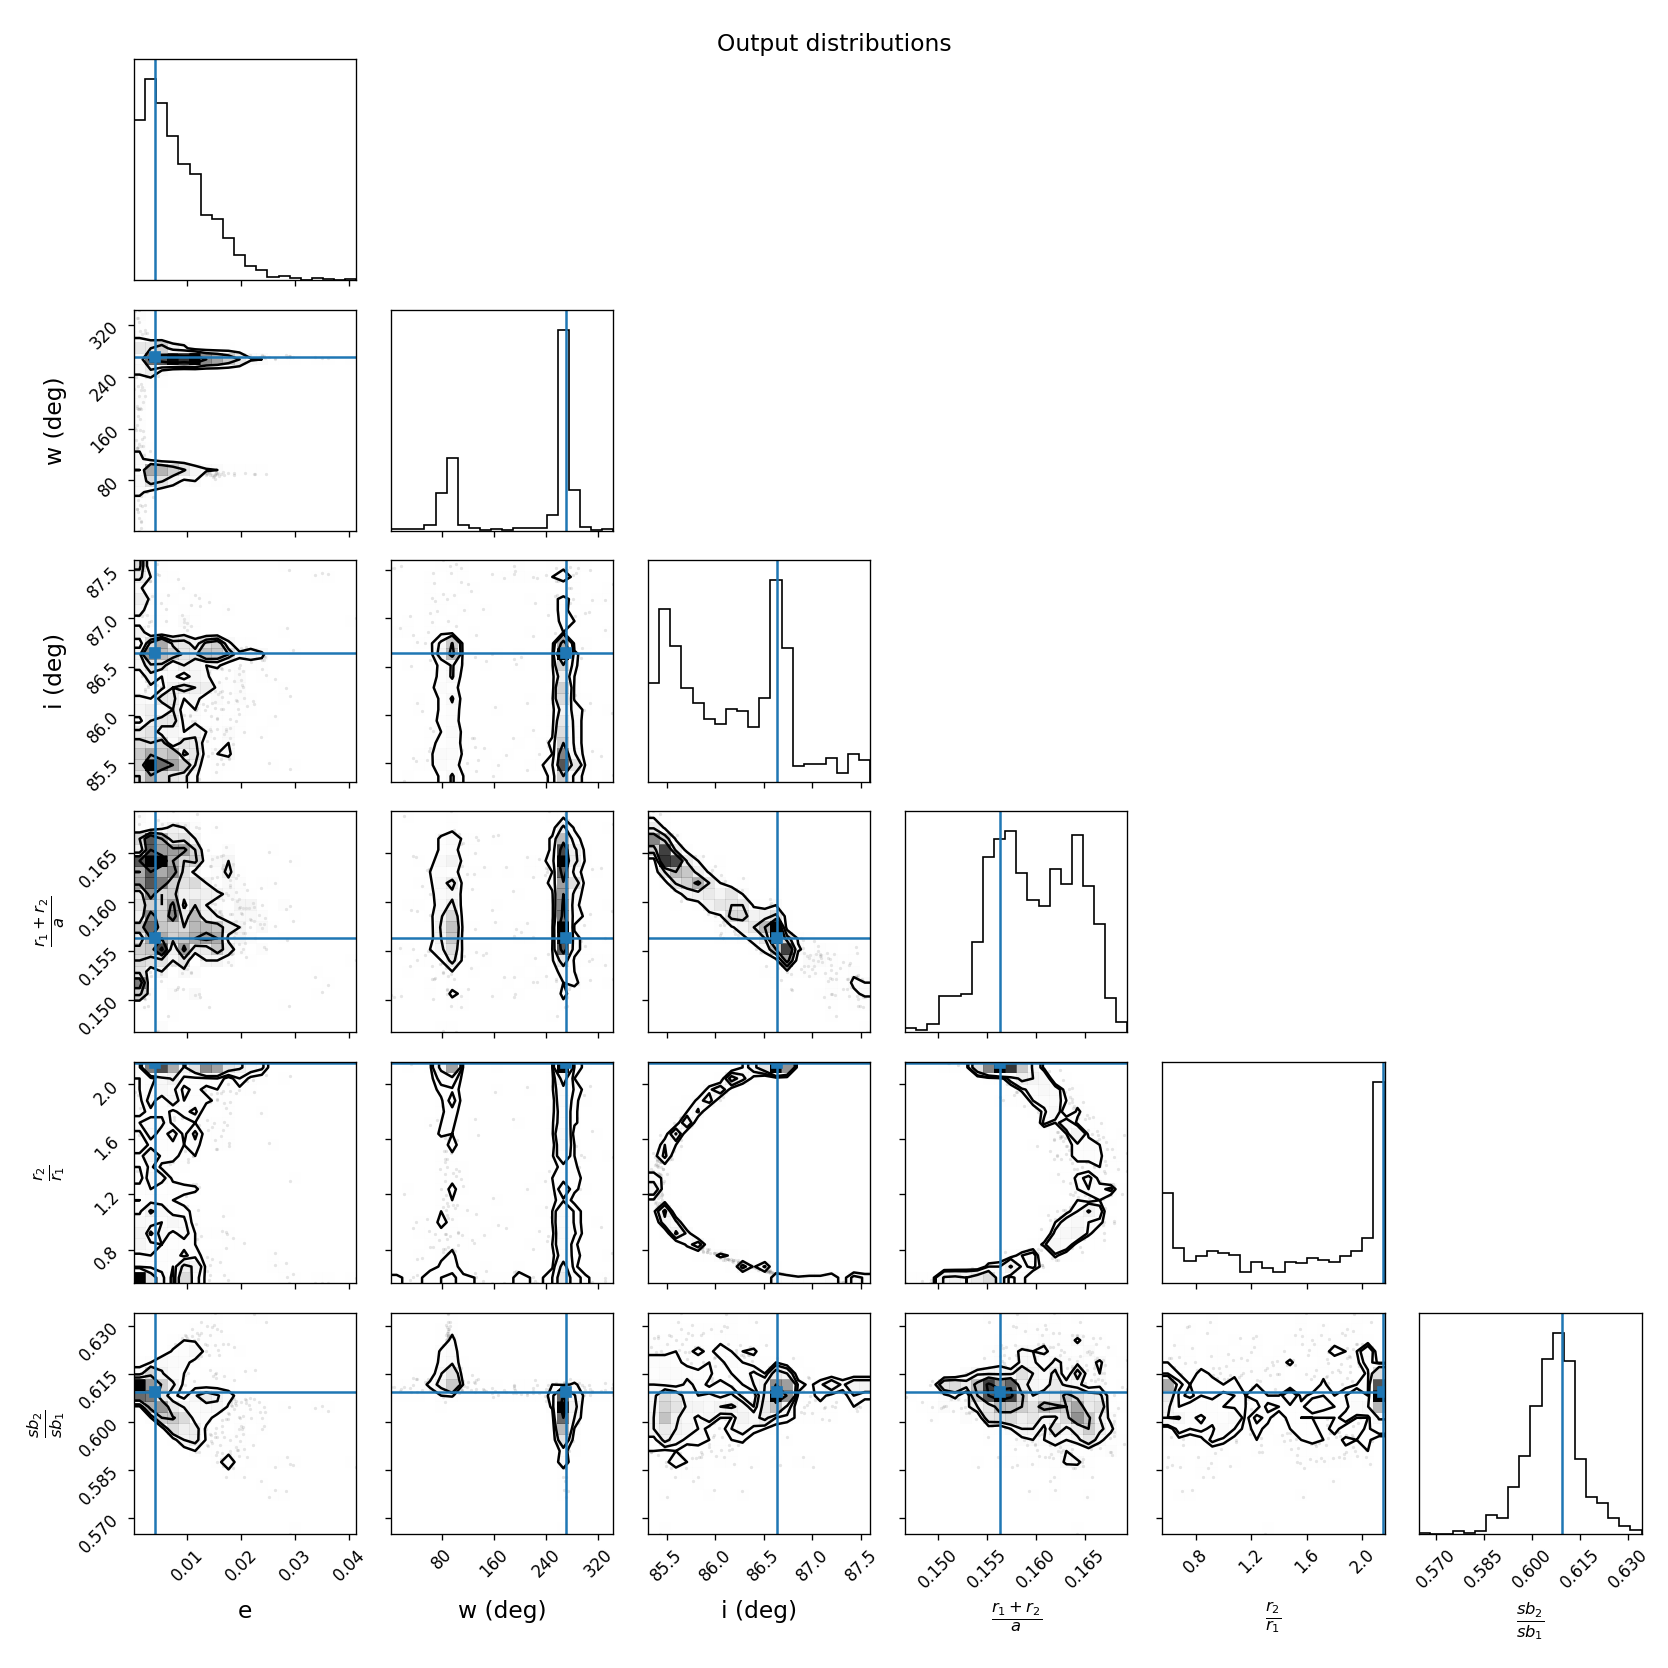 Output distributions
w (deg)
320
240
160
80
i (deg)
87.5
87.0
86.5
86.0
85.5
r₁ + r₂
a
0.165
0.160
0.155
0.150
r₂
r₁
2.0
1.6
1.2
0.8
sb₂
sb₁
0.630
0.615
0.600
0.585
0.570
0.01 0.02 0.03 0.04
80 160 240 320
85.5 86.0 86.5 87.0 87.5
0.150 0.155 0.160 0.165
0.8 1.2 1.6 2.0
0.570 0.585 0.600 0.615 0.630
e
w (deg)
i (deg)
r₁ + r₂
a
r₂
r₁
sb₂
sb₁